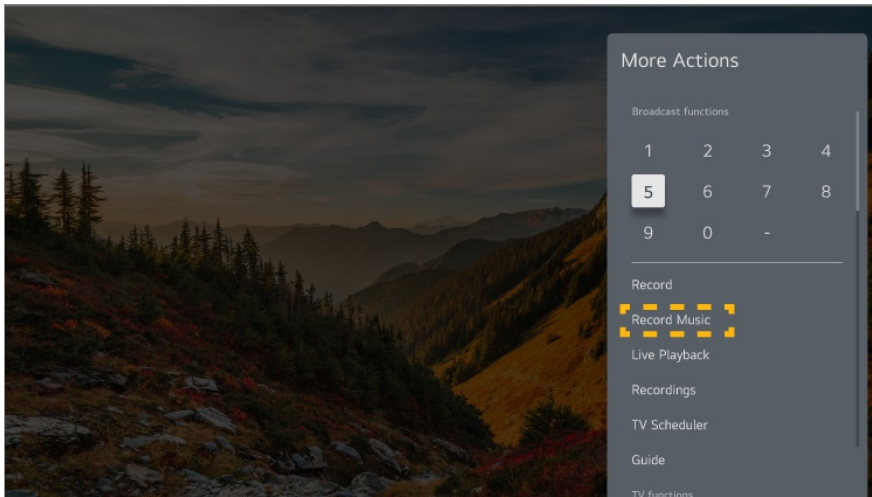 More Actions
Broadcast functions
1 2 3 4
5 6 7 8
9 0 -
Record
Record Music
Live Playback
Recordings
TV Scheduler
Guide
TV functions